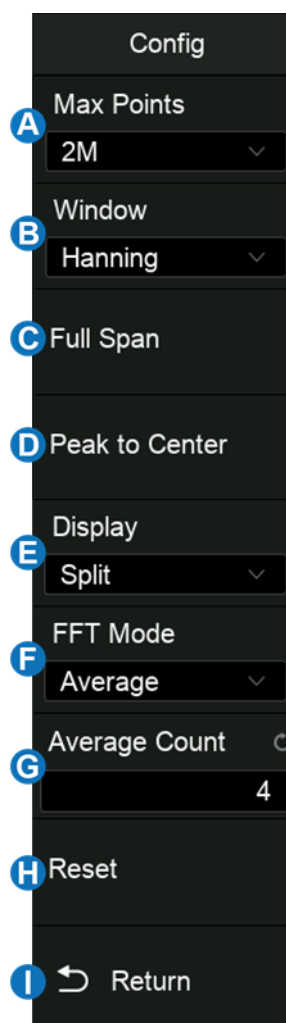 Config
A
Max Points
2M
B
Window
Hanning
C Full Span
D Peak to Center
E
Display
Split
F
FFT Mode
Average
G
Average Count
4
H Reset
I Return